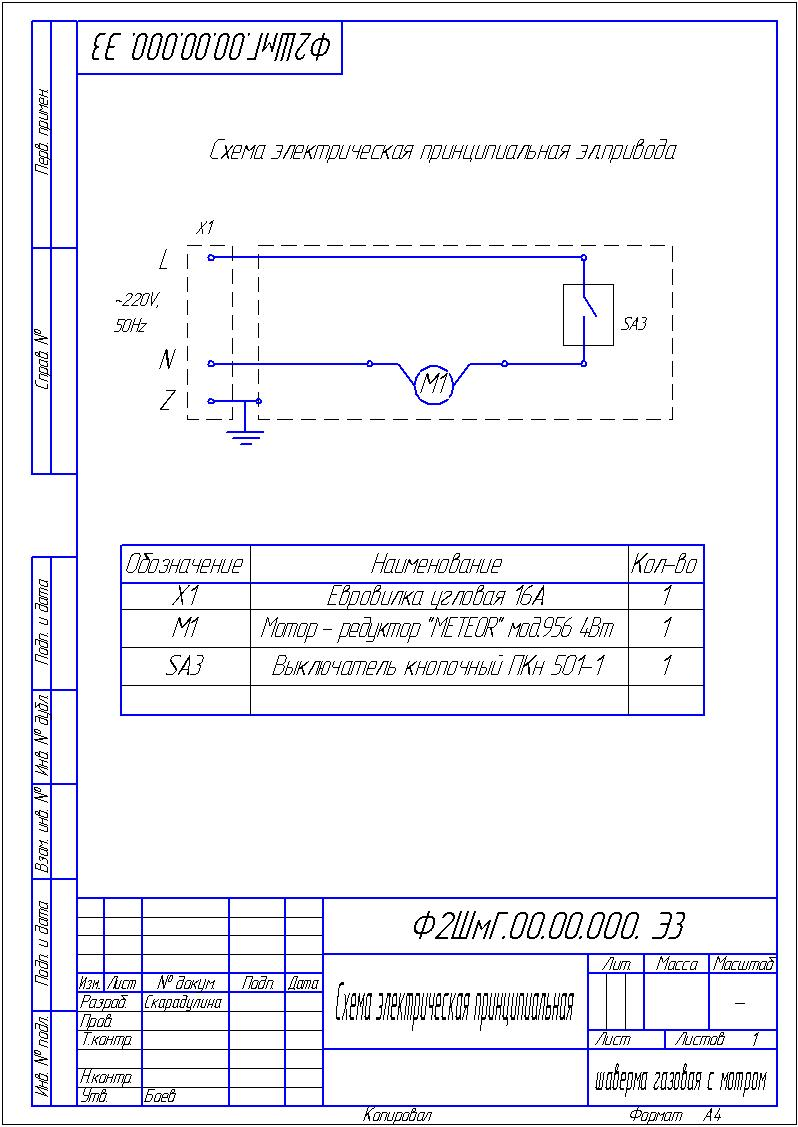 Ф2ШмГ.00.00.000. ЭЗ
Перв. примен.
Справ. №
Схема электрическая принципиальная эл.привода
X1
L
~220V,
50Hz
SA3
N
M1
Z
Обозначение Наименование Кол-во
X1 Евровилка цгловая 16А 1
М1 Мотор - редуктор "METEOR" мод.956 4Вт 1
SA3 Выключатель кнопочный ПКн 501-1 1
Подп. и дата
Инв. № дубл.
Взам. инв. №
Подп. и дата
Инв. № подл.
Ф2ШмГ.00.00.000. ЭЗ
Изм. Лист № докум. Подп. Дата
Разраб. Скарадулина
Пров.
Т.контр.
Н.контр.
Утв. Боев
Схема электрическая принципиальная
Лит. Масса Масштаб
–
Лист Листов 1
шаверма газовая с мотром
Копировал Формат А4